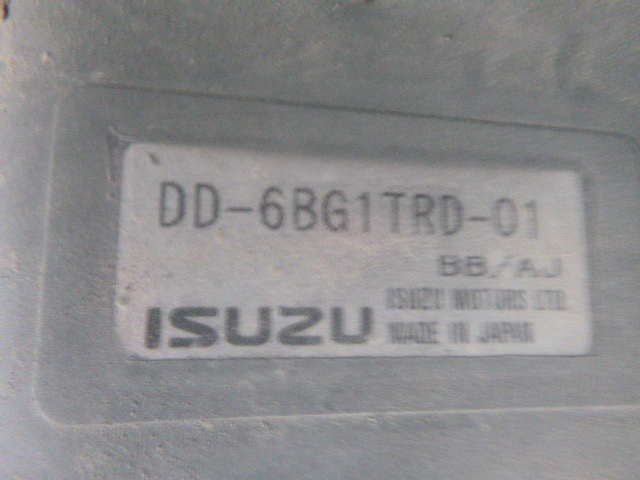 DD-6BG1TRD-01
BB/AJ
ISUZU MOTORS LTD.
ISUZU MADE IN JAPAN